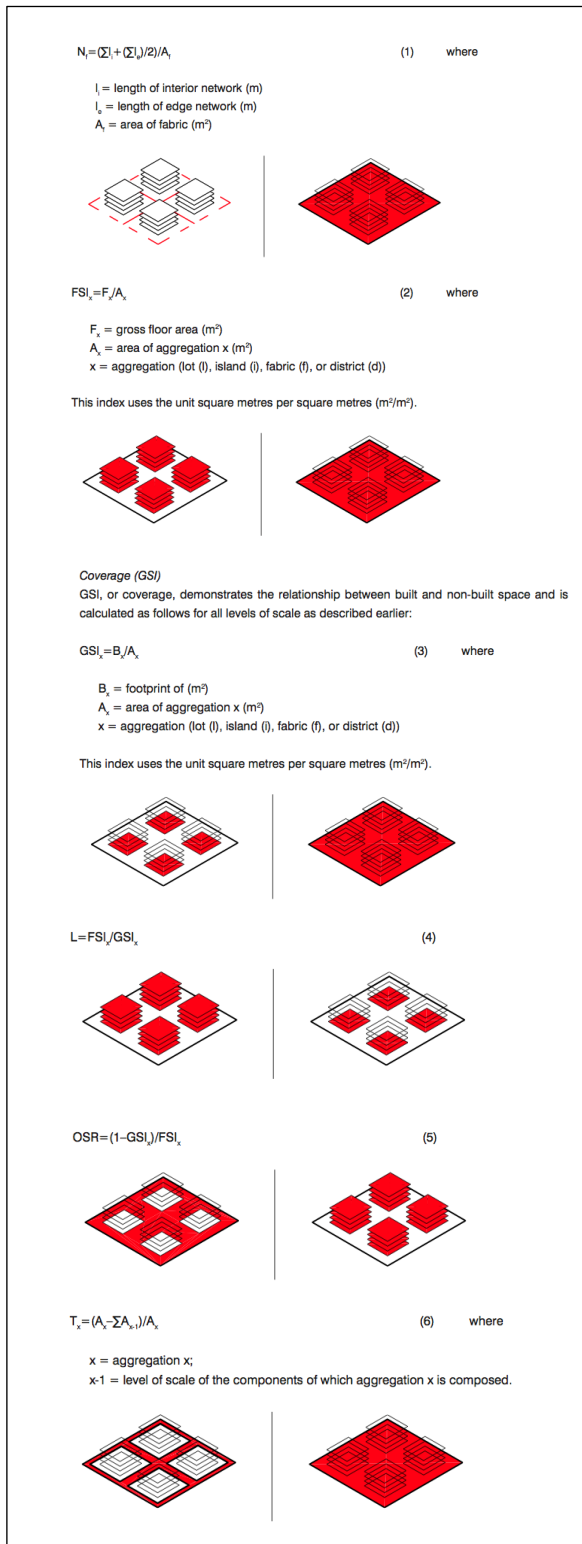 N_f=(∑l_i+(∑l_e)/2)/A_f (1) where
l_i = length of interior network (m)
l_e = length of edge network (m)
A_f = area of fabric (m²)
FSI_x=F_x/A_x (2) where
F_x = gross floor area (m²)
A_x = area of aggregation x (m²)
x = aggregation (lot (l), island (i), fabric (f), or district (d))
This index uses the unit square metres per square metres (m²/m²).
Coverage (GSI)
GSI, or coverage, demonstrates the relationship between built and non-built space and is
calculated as follows for all levels of scale as described earlier:
GSI_x=B_x/A_x (3) where
B_x = footprint of (m²)
A_x = area of aggregation x (m²)
x = aggregation (lot (l), island (i), fabric (f), or district (d))
This index uses the unit square metres per square metres (m²/m²).
L=FSI_x/GSI_x (4)
OSR=(1–GSI_x)/FSI_x (5)
T_x=(A_x–∑A_x-1)/A_x (6) where
x = aggregation x;
x-1 = level of scale of the components of which aggregation x is composed.